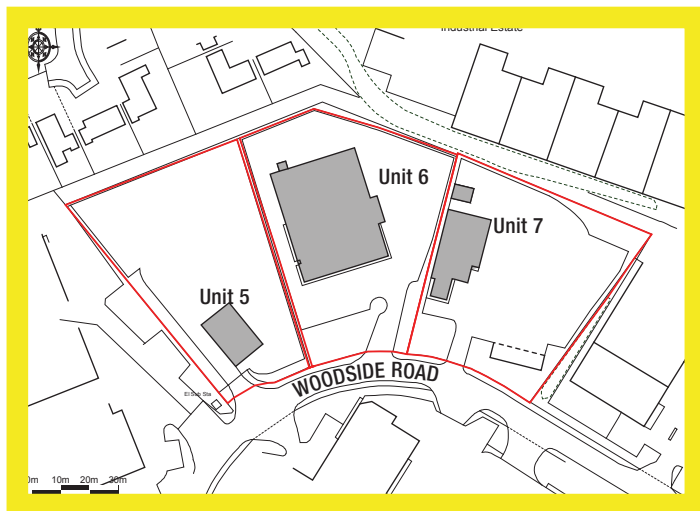 Industrial Estate
Unit 6
Unit 7
Unit 5
WOODSIDE ROAD
El Sub Sta
0m 10m 20m 30m